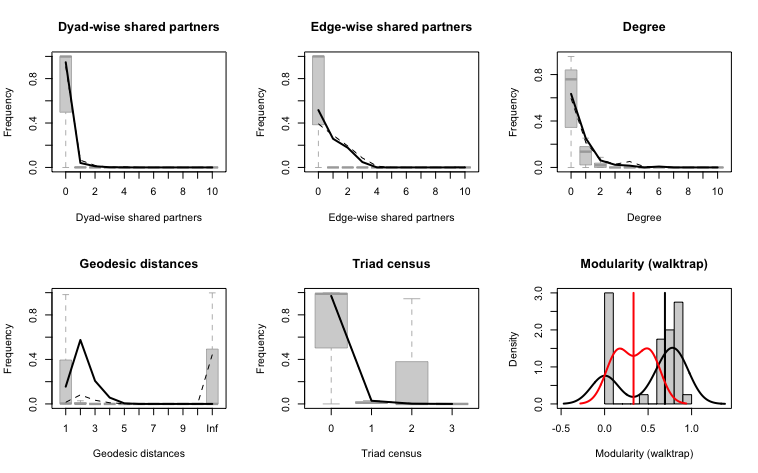 Dyad-wise shared partners
Frequency
0.0 0.4 0.8
0 2 4 6 8 10
Dyad-wise shared partners
Edge-wise shared partners
Frequency
0.0 0.4 0.8
0 2 4 6 8 10
Edge-wise shared partners
Degree
Frequency
0.0 0.4 0.8
0 2 4 6 8 10
Degree
Geodesic distances
Frequency
0.0 0.4 0.8
1 3 5 7 9 Inf
Geodesic distances
Triad census
Frequency
0.0 0.4 0.8
0 1 2 3
Triad census
Modularity (walktrap)
Density
0.0 1.0 2.0 3.0
-0.5 0.0 0.5 1.0
Modularity (walktrap)